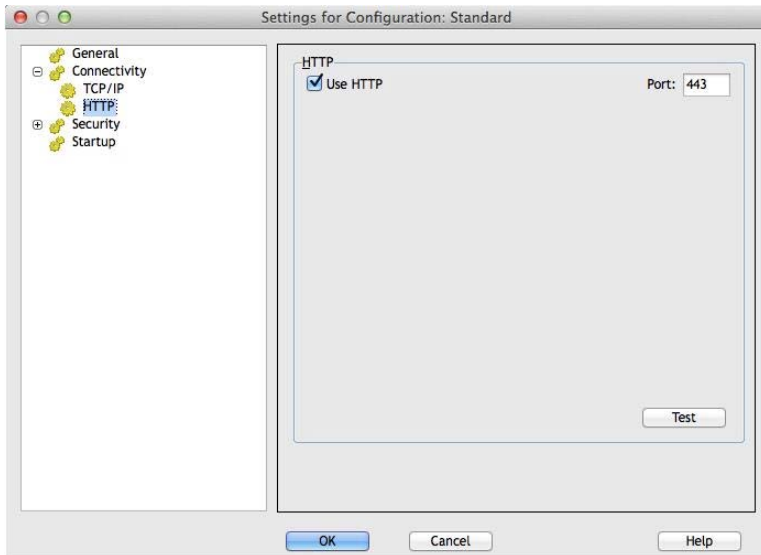 Settings for Configuration: Standard
General
Connectivity
TCP/IP
HTTP
Security
Startup
HTTP
Use HTTP Port: 443
Test
OK Cancel Help